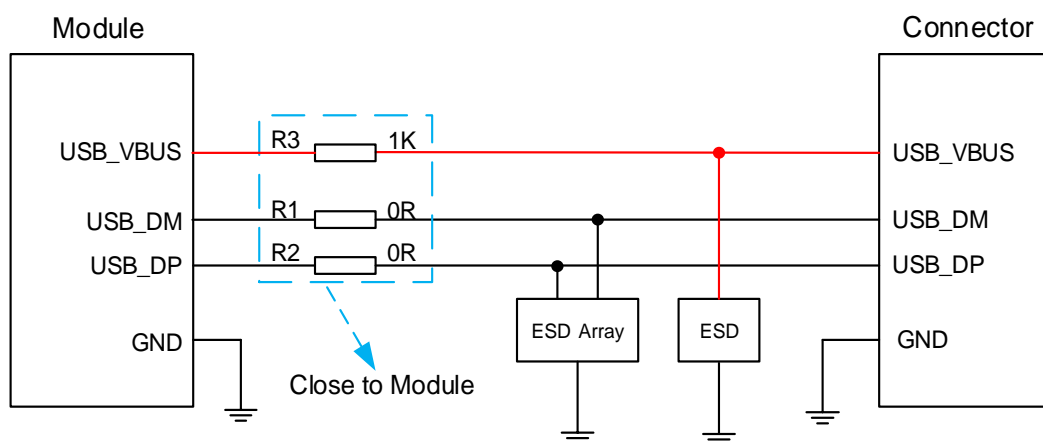 Module
Connector
R3 1K
USB_VBUS
USB_VBUS
R1 0R
USB_DM
USB_DM
R2 0R
USB_DP
USB_DP
ESD Array
ESD
GND
GND
Close to Module